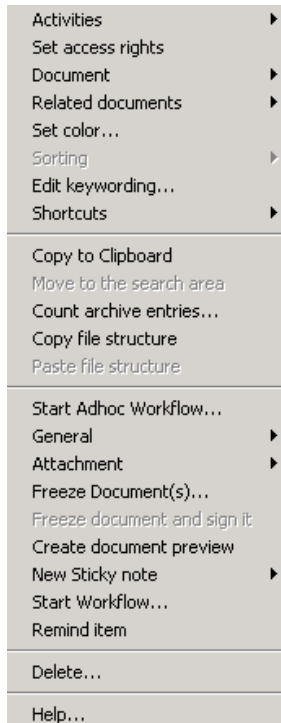 Activities
Set access rights
Document
Related documents
Set color...
Sorting
Edit keywording...
Shortcuts
Copy to Clipboard
Move to the search area
Count archive entries...
Copy file structure
Paste file structure
Start Adhoc Workflow...
General
Attachment
Freeze Document(s)...
Freeze document and sign it
Create document preview
New Sticky note
Start Workflow...
Remind item
Delete...
Help...